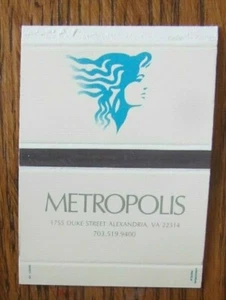 METROPOLIS
1755 DUKE STREET ALEXANDRIA, VA 22314
703.519.9400